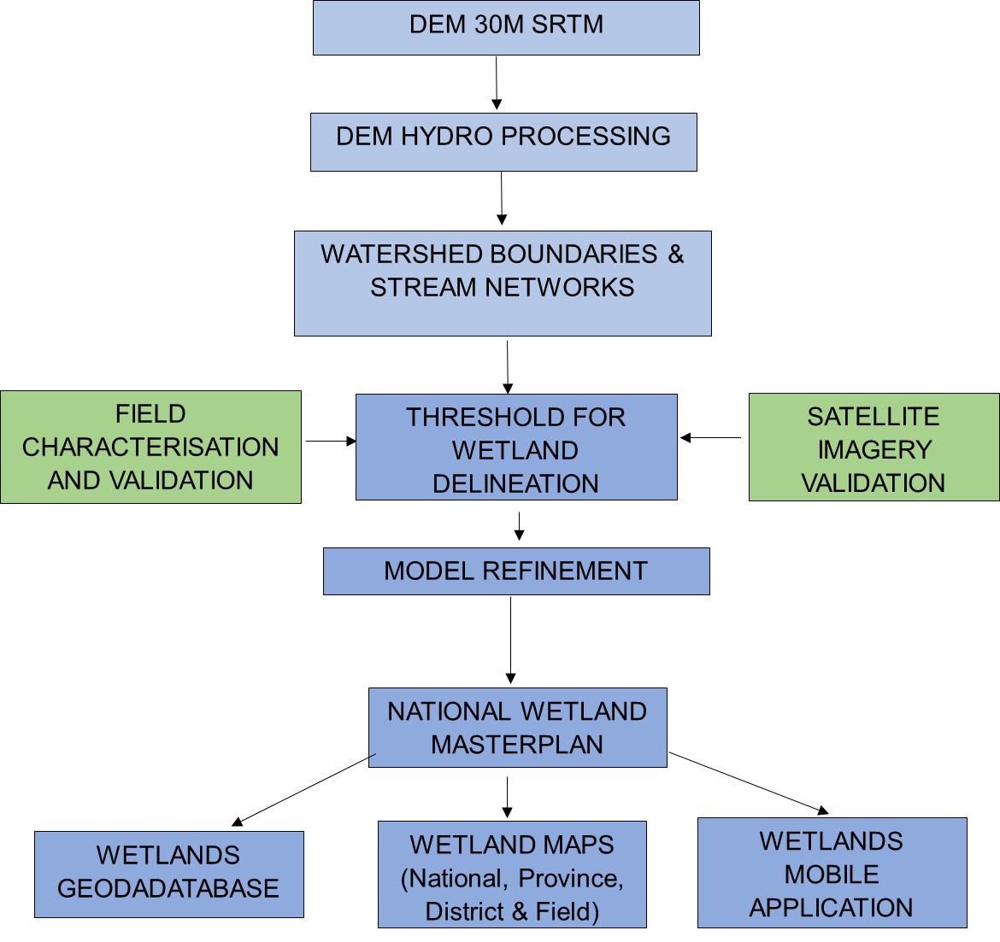 DEM 30M SRTM
DEM HYDRO PROCESSING
WATERSHED BOUNDARIES &
STREAM NETWORKS
FIELD
CHARACTERISATION
AND VALIDATION
THRESHOLD FOR
WETLAND
DELINEATION
SATELLITE
IMAGERY
VALIDATION
MODEL REFINEMENT
NATIONAL WETLAND
MASTERPLAN
WETLANDS
GEODADATABASE
WETLAND MAPS
(National, Province,
District & Field)
WETLANDS
MOBILE
APPLICATION